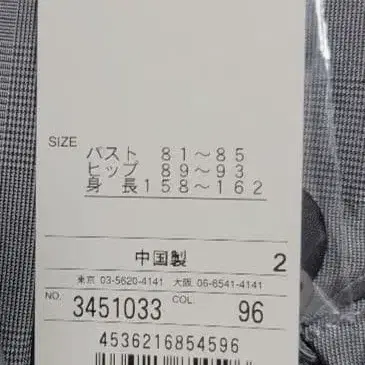 SIZE
バスト 81～85
ヒップ 89～93
身 長158～162
中国製 2
東京 03-5620-4141 大阪 06-6541-4141
NO. 3451033 COL. 96
4536216854596